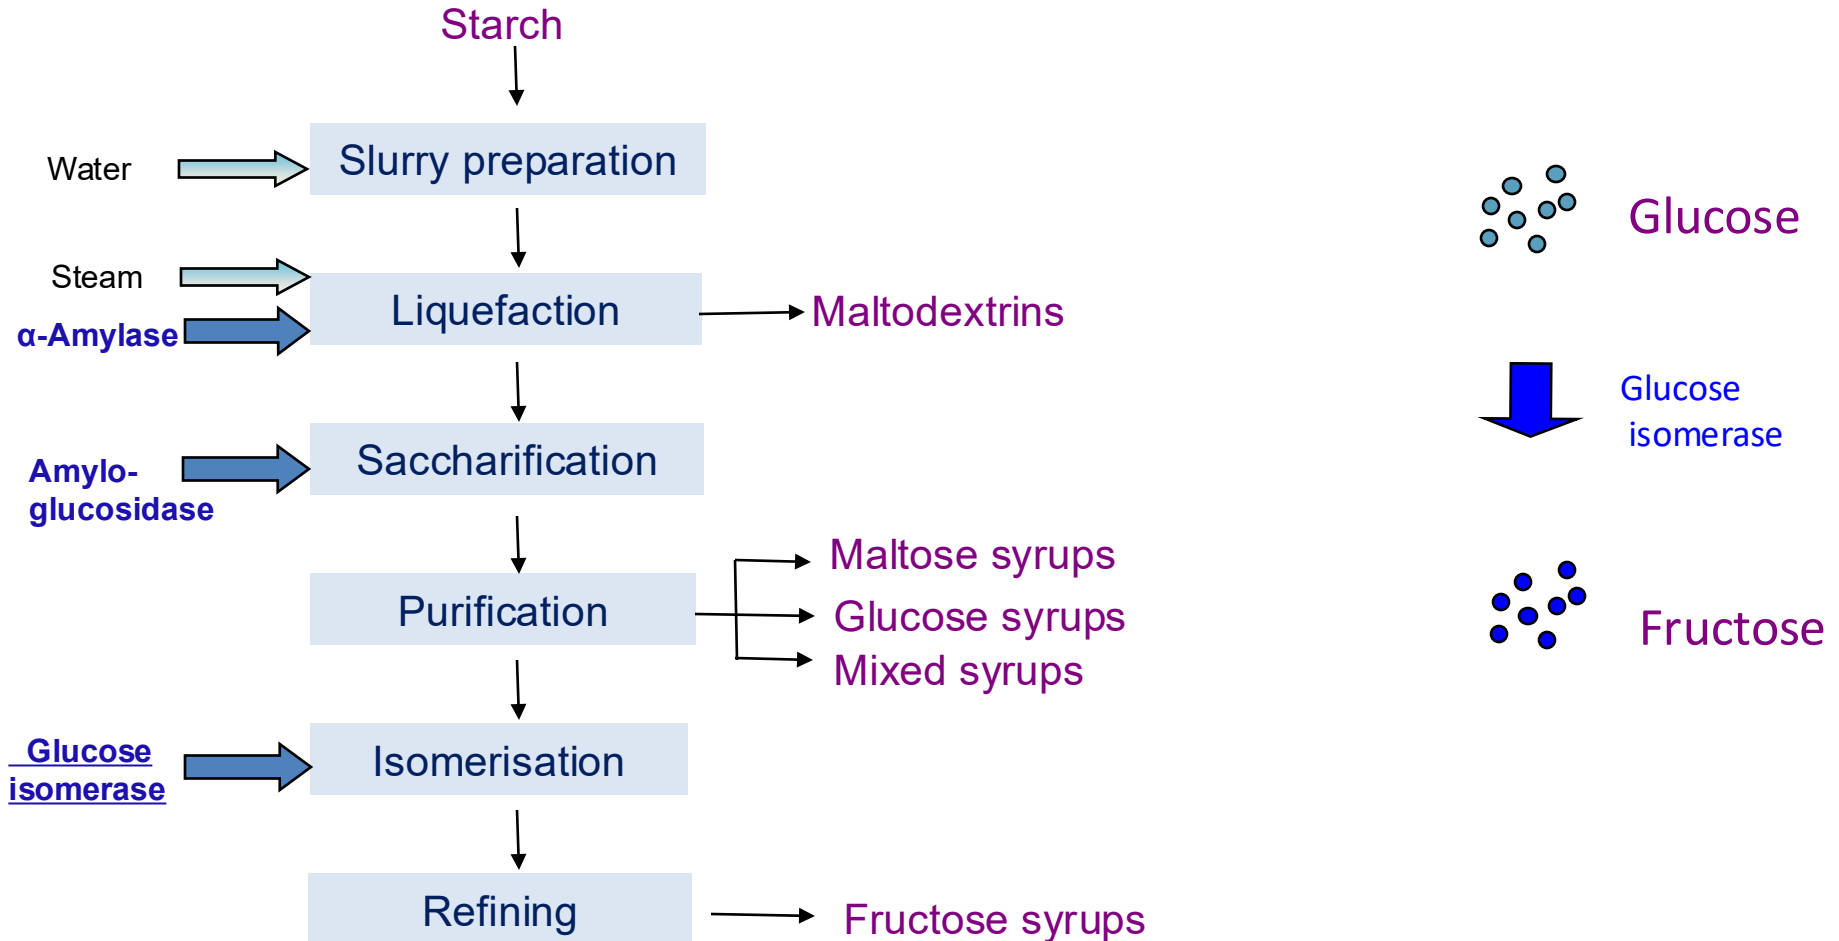 Starch
Water
Slurry preparation
Steam
α-Amylase
Liquefaction
Maltodextrins
Amylo-
glucosidase
Saccharification
Purification
Maltose syrups
Glucose syrups
Mixed syrups
Glucose
isomerase
Isomerisation
Refining
Fructose syrups
Glucose
Glucose
isomerase
Fructose